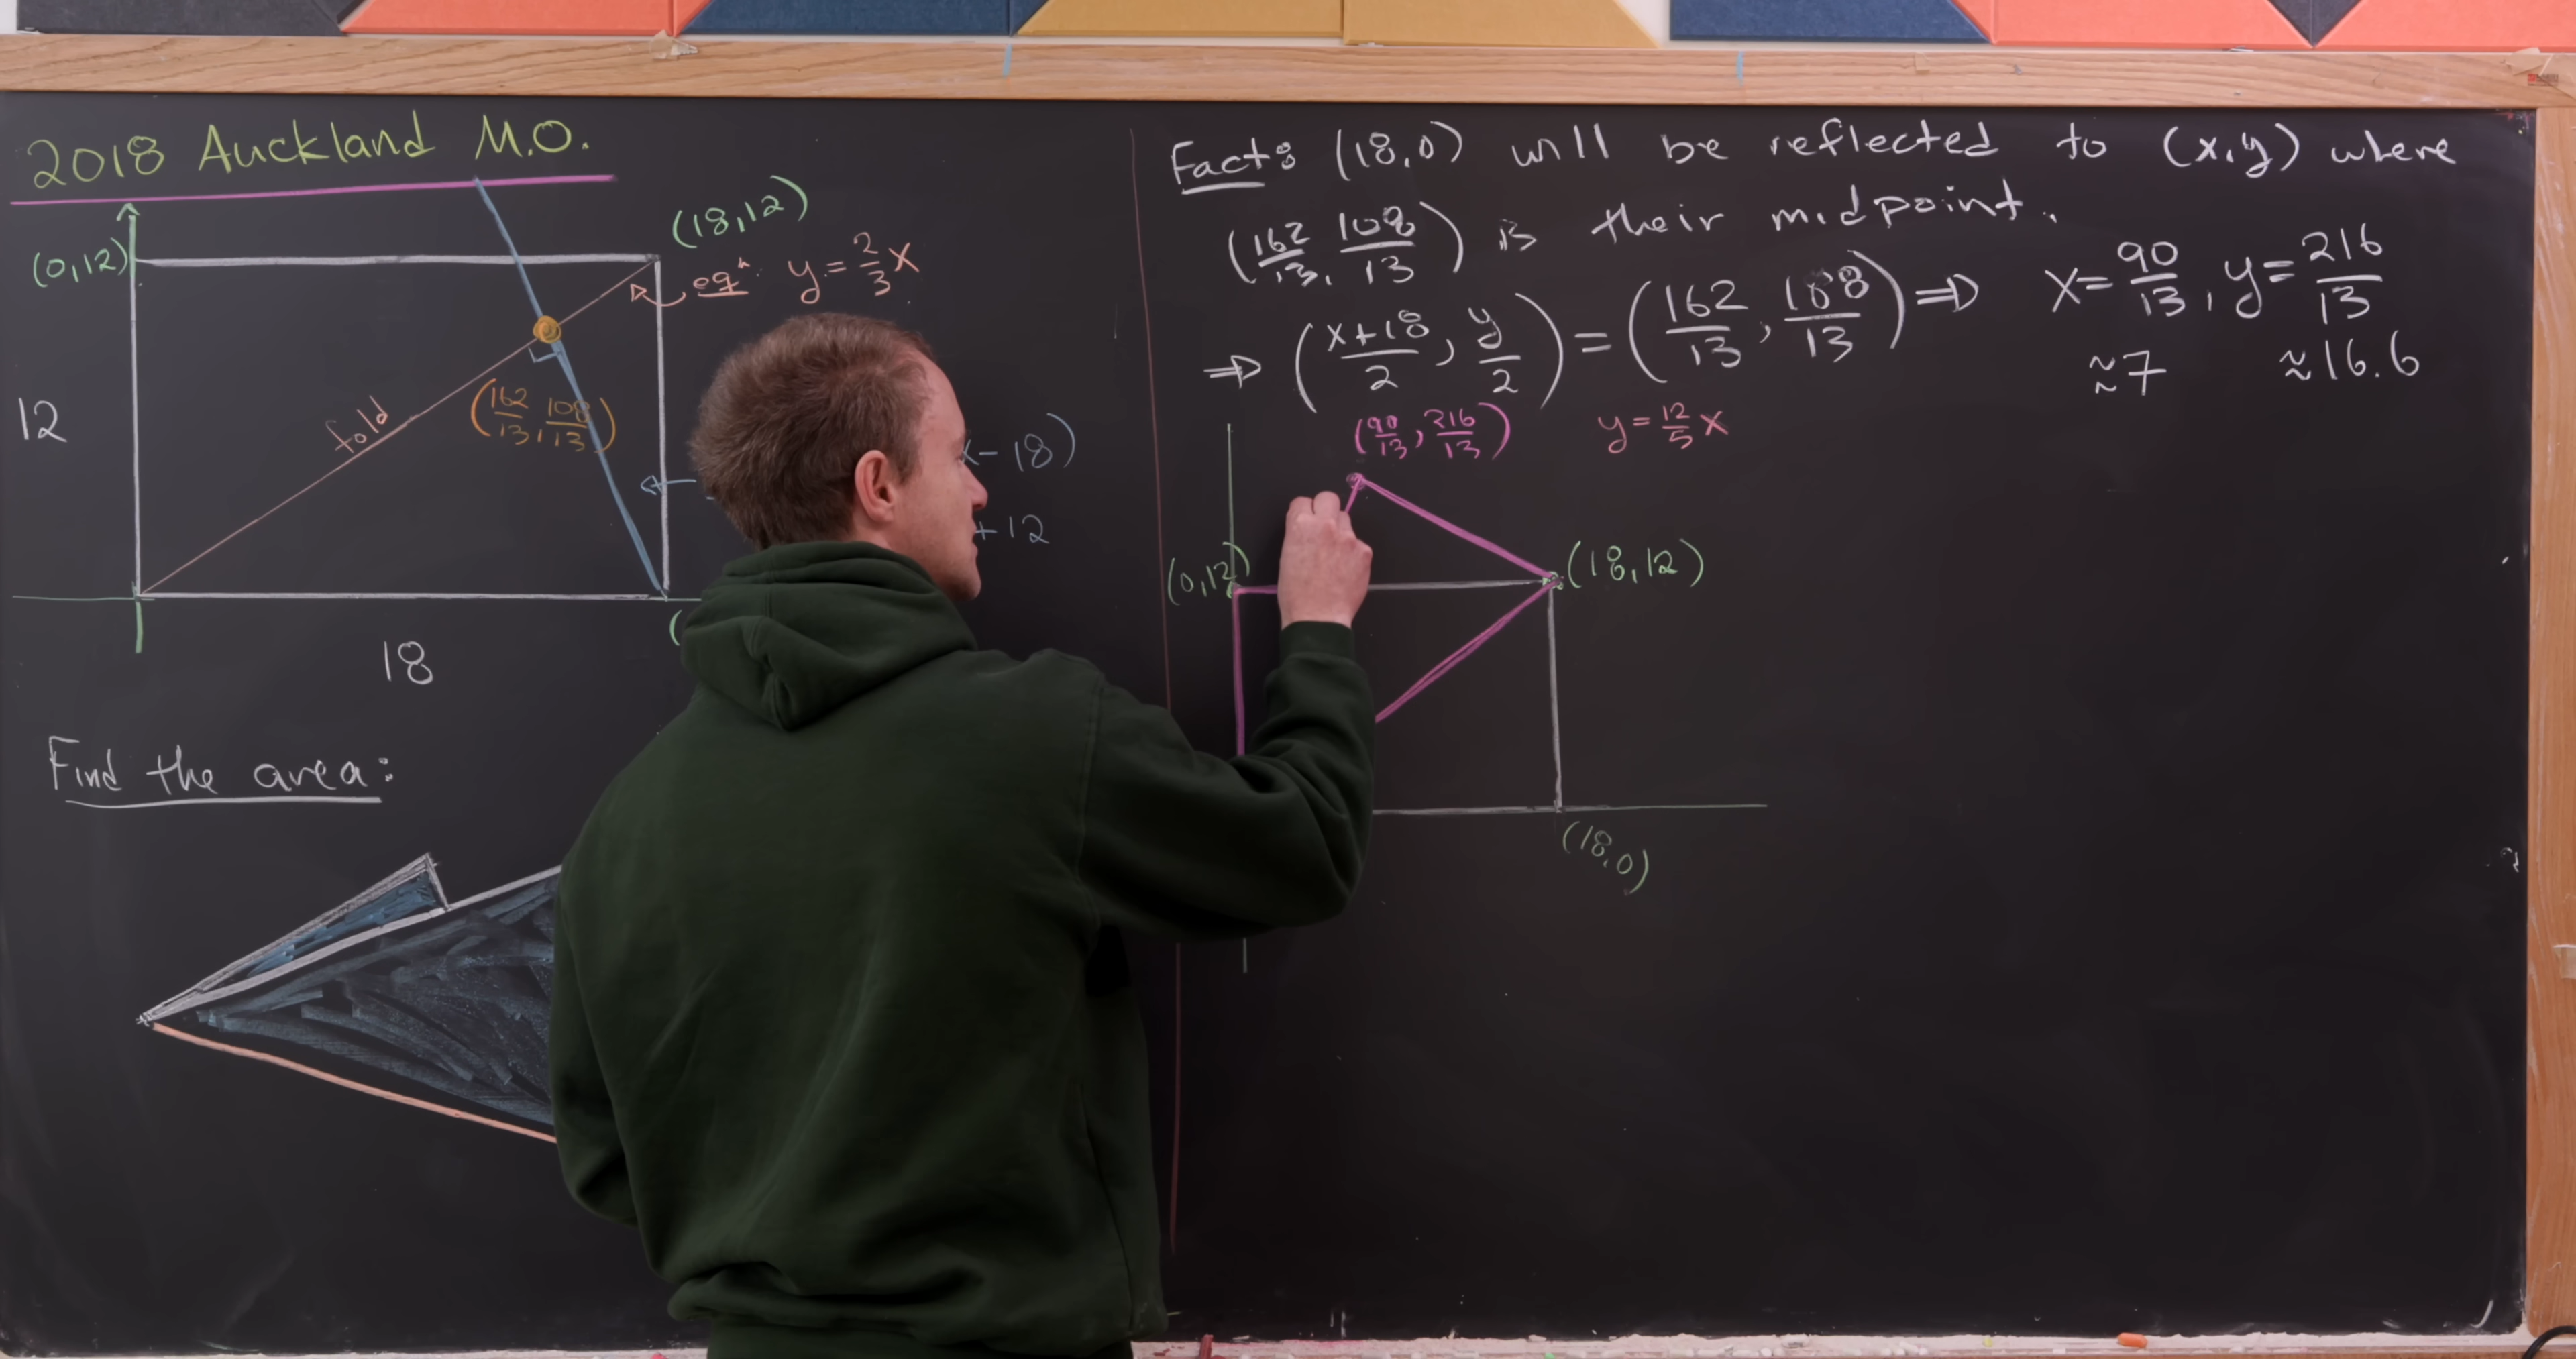 2018 Auckland M.O.
(0,12)
(18,12)
eqⁿ: y = 2/3 x
12
fold
(162/13, 108/13)
x - 18)
+ 12
(
18
Find the area:
Fact: (18,0) will be reflected to (x,y) where
(162/13, 108/13) is their midpoint.
⇒ ((x+18)/2, y/2) = (162/13, 108/13) ⇒ x = 90/13, y = 216/13
≈7 ≈16.6
(90/13, 216/13) y = 12/5 x
(0,12)
(18,12)
(18,0)